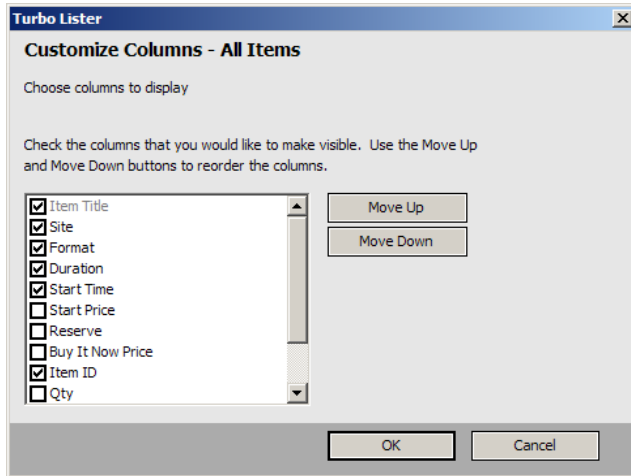 Turbo Lister
Customize Columns - All Items
Choose columns to display
Check the columns that you would like to make visible. Use the Move Up
and Move Down buttons to reorder the columns.
Item Title
Site
Format
Duration
Start Time
Start Price
Reserve
Buy It Now Price
Item ID
Qty
Move Up
Move Down
OK
Cancel